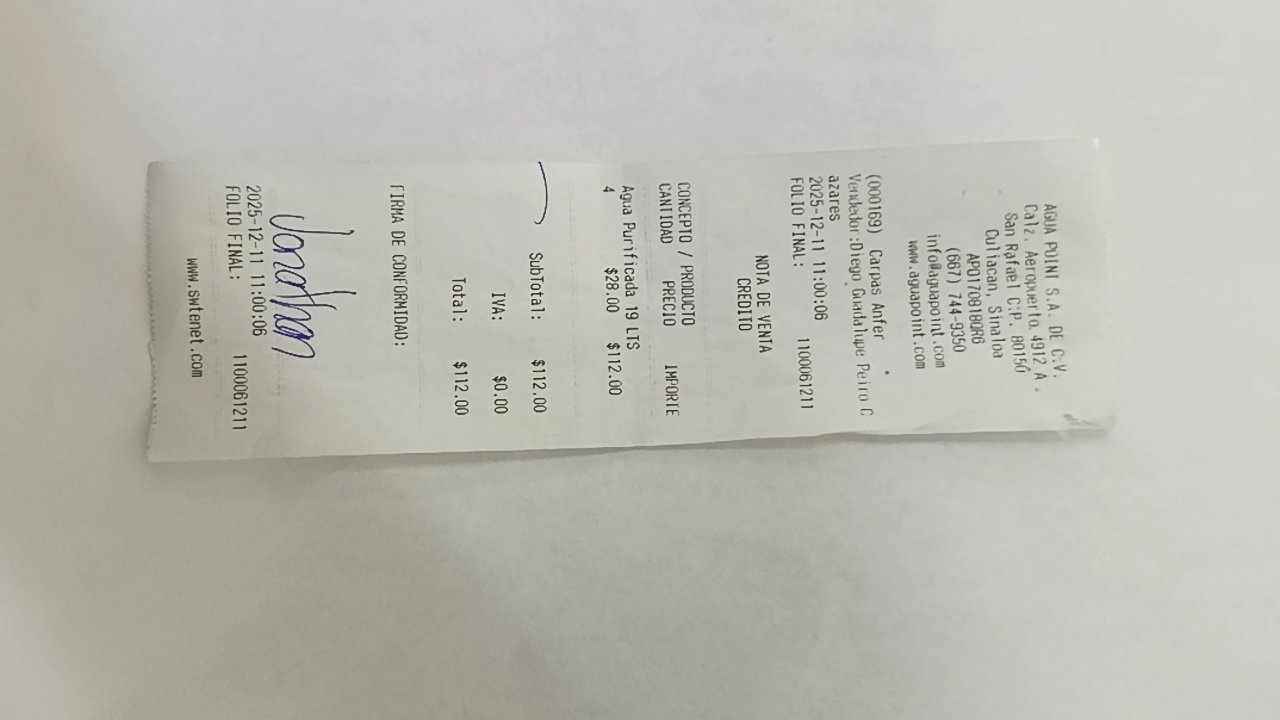 AGUA POINT S.A. DE C.V.
Calz. Aeropuerto 4912 A
San Rafael C.P. 80150
Culiacan, Sinaloa
APO170818QR6
(667) 744-9350
info@aguapoint.com
www.aguapoint.com
(000169) Carpas Anfer
Vendedor:Diego Guadalupe Peiro C
azares
2025-12-11 11:00:06
FOLIO FINAL: 1100061211
NOTA DE VENTA
CREDITO
CONCEPTO / PRODUCTO
CANTIDAD PRECIO IMPORTE
Agua Purificada 19 LTS
4 $28.00 $112.00
SubTotal: $112.00
IVA: $0.00
Total: $112.00
FIRMA DE CONFORMIDAD:
Jonathan
2025-12-11 11:00:06
FOLIO FINAL: 1100061211
www.swtenet.com